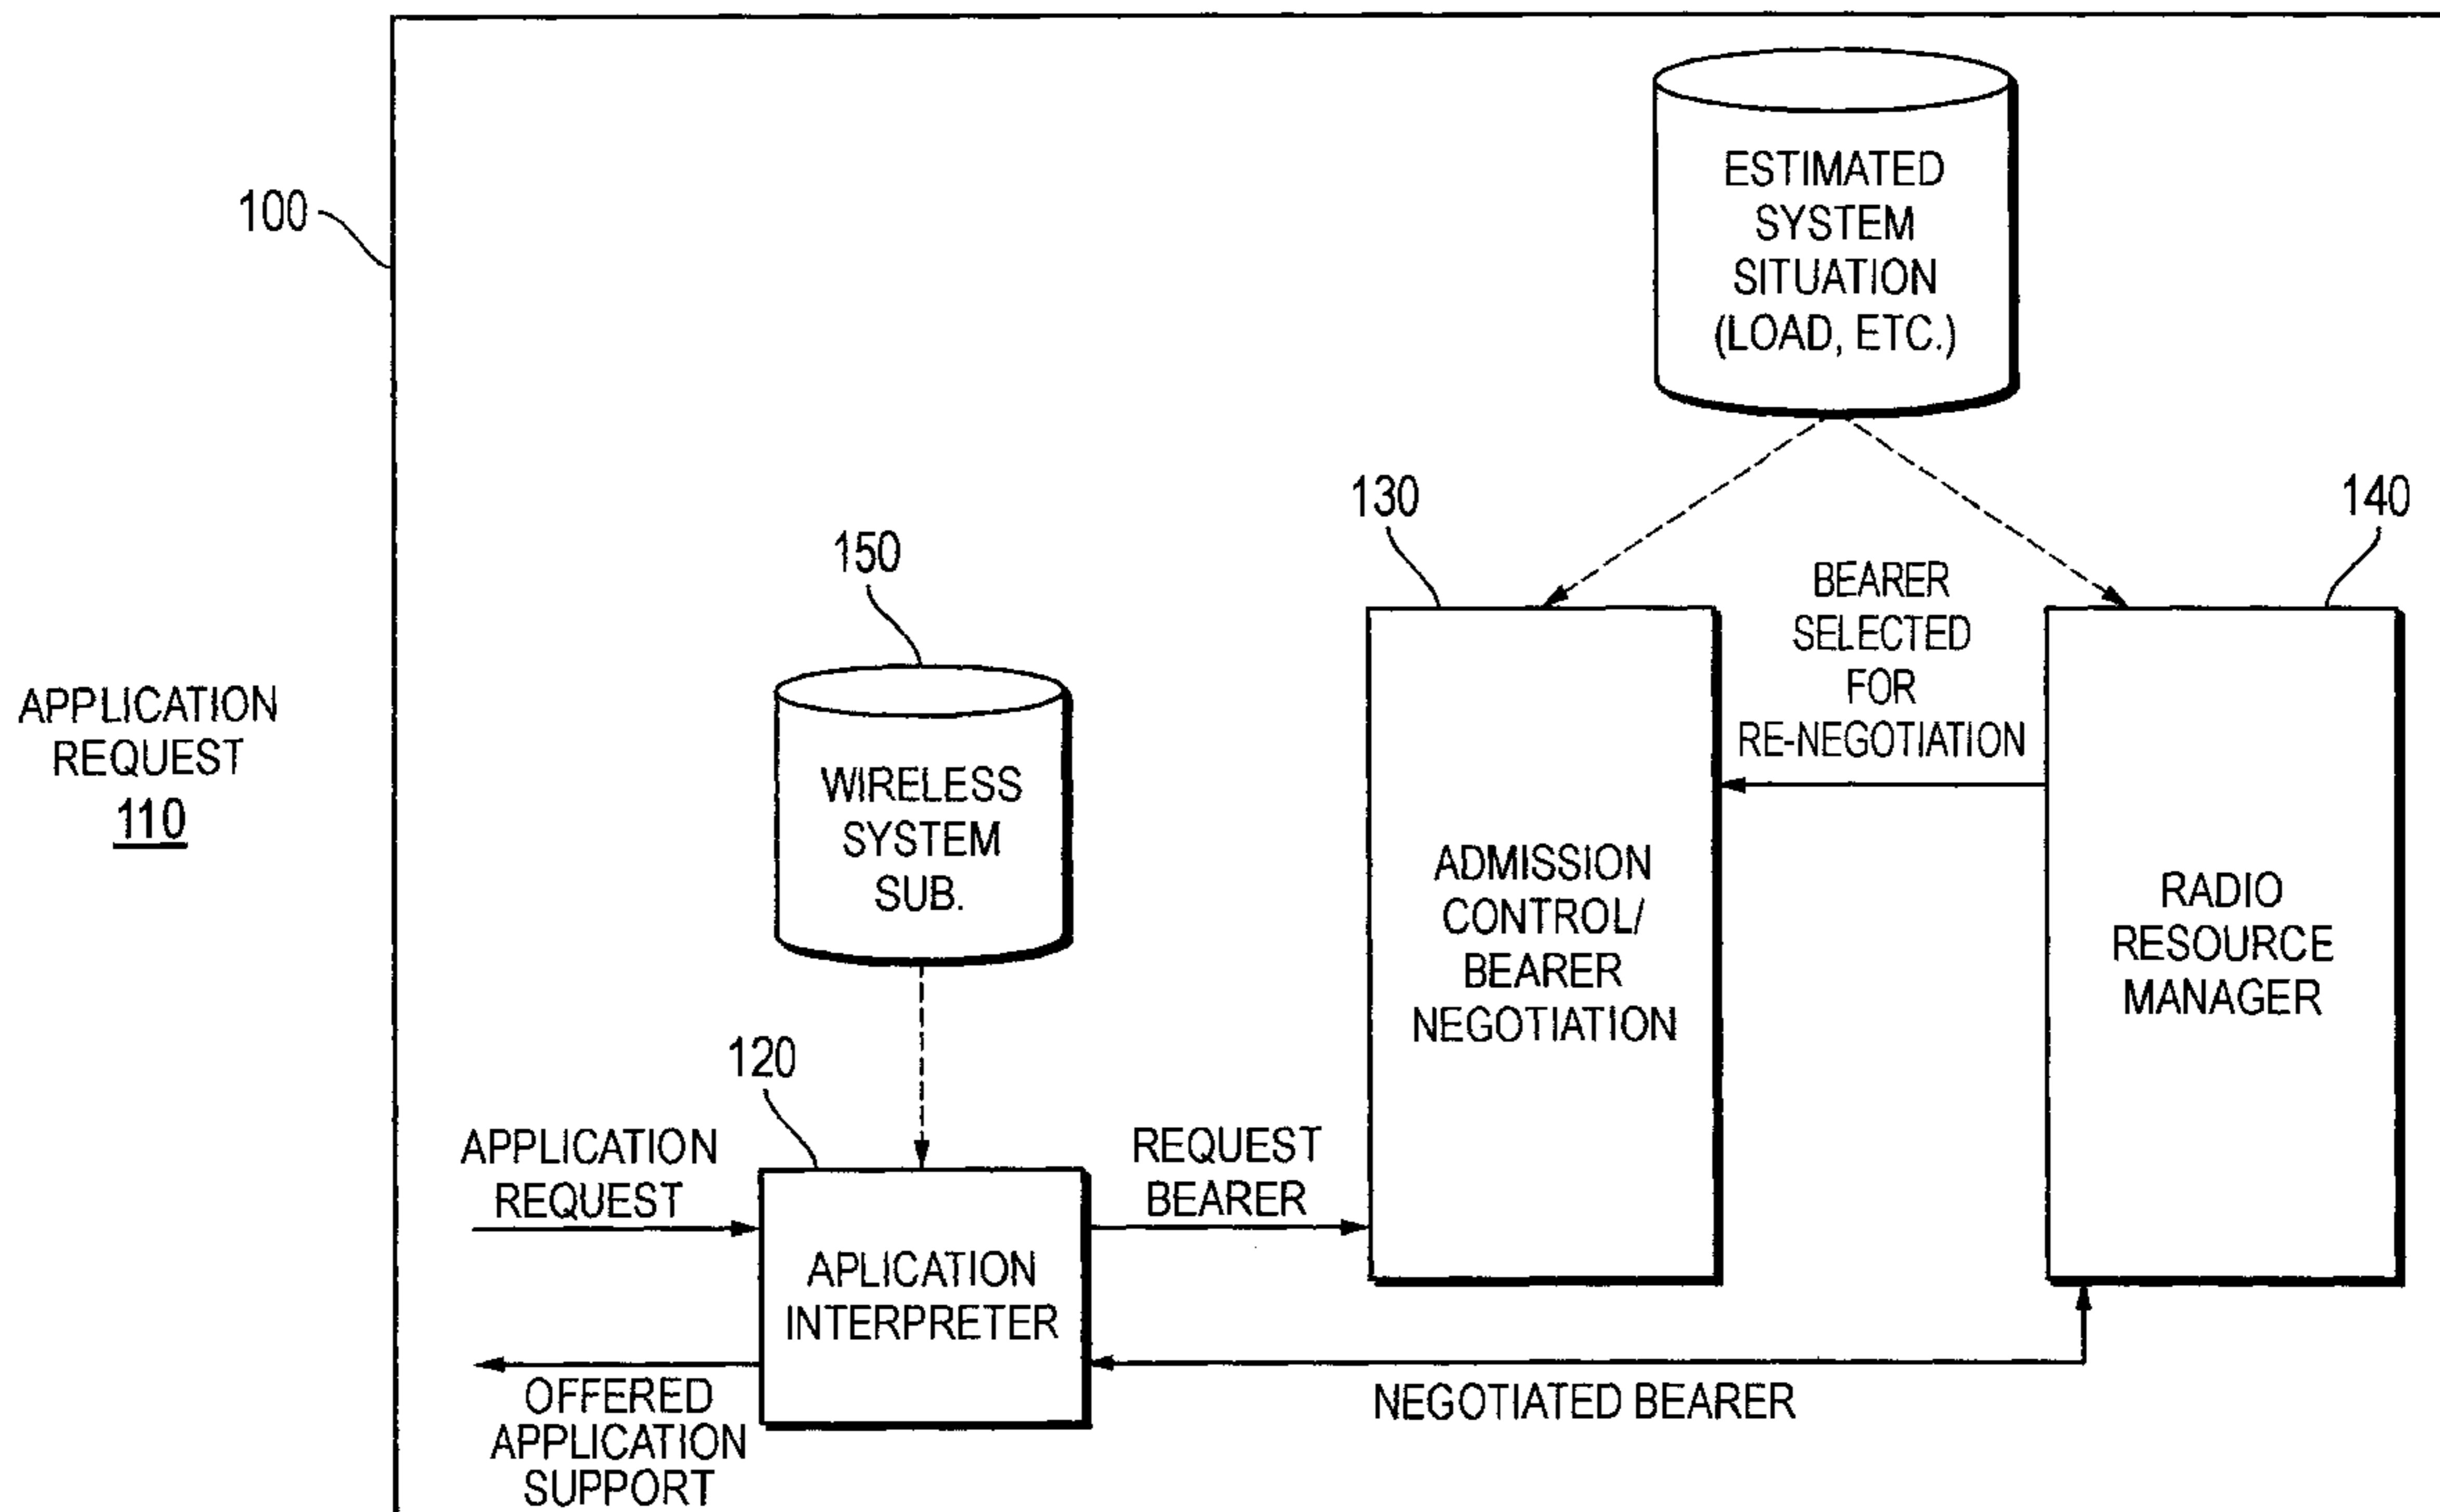 ESTIMATED
SYSTEM
SITUATION
(LOAD, ETC.)
100
130
140
150
BEARER
SELECTED
FOR
RE-NEGOTIATION
APPLICATION
REQUEST
110
WIRELESS
SYSTEM
SUB.
ADMISSION
CONTROL/
BEARER
NEGOTIATION
RADIO
RESOURCE
MANAGER
120
APPLICATION
REQUEST
REQUEST
BEARER
APLICATION
INTERPRETER
OFFERED
APPLICATION
SUPPORT
NEGOTIATED BEARER